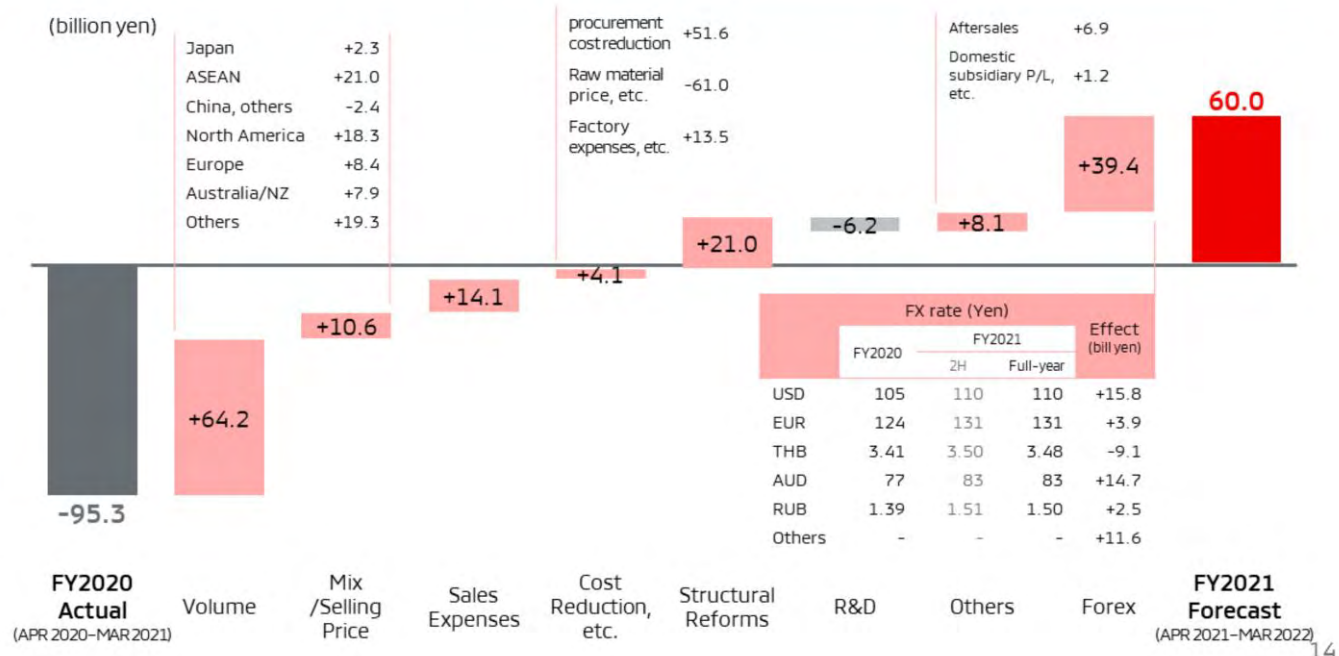 (billion yen)
Japan +2.3
ASEAN +21.0
China, others -2.4
North America +18.3
Europe +8.4
Australia/NZ +7.9
Others +19.3
procurement
cost reduction +51.6
Raw material
price, etc. -61.0
Factory
expenses, etc. +13.5
Aftersales +6.9
Domestic
subsidiary P/L,
etc. +1.2
60.0
+39.4
-6.2
+8.1
+21.0
+4.1
+14.1
+10.6
+64.2
-95.3
FX rate (Yen)
Effect
(bill yen)
FY2020
FY2021
2H Full-year
USD 105 110 110 +15.8
EUR 124 131 131 +3.9
THB 3.41 3.50 3.48 -9.1
AUD 77 83 83 +14.7
RUB 1.39 1.51 1.50 +2.5
Others - - - +11.6
FY2020
Actual
(APR 2020-MAR 2021)
Volume
Mix
/Selling
Price
Sales
Expenses
Cost
Reduction,
etc.
Structural
Reforms
R&D
Others
Forex
FY2021
Forecast
(APR 2021-MAR 2022)
14